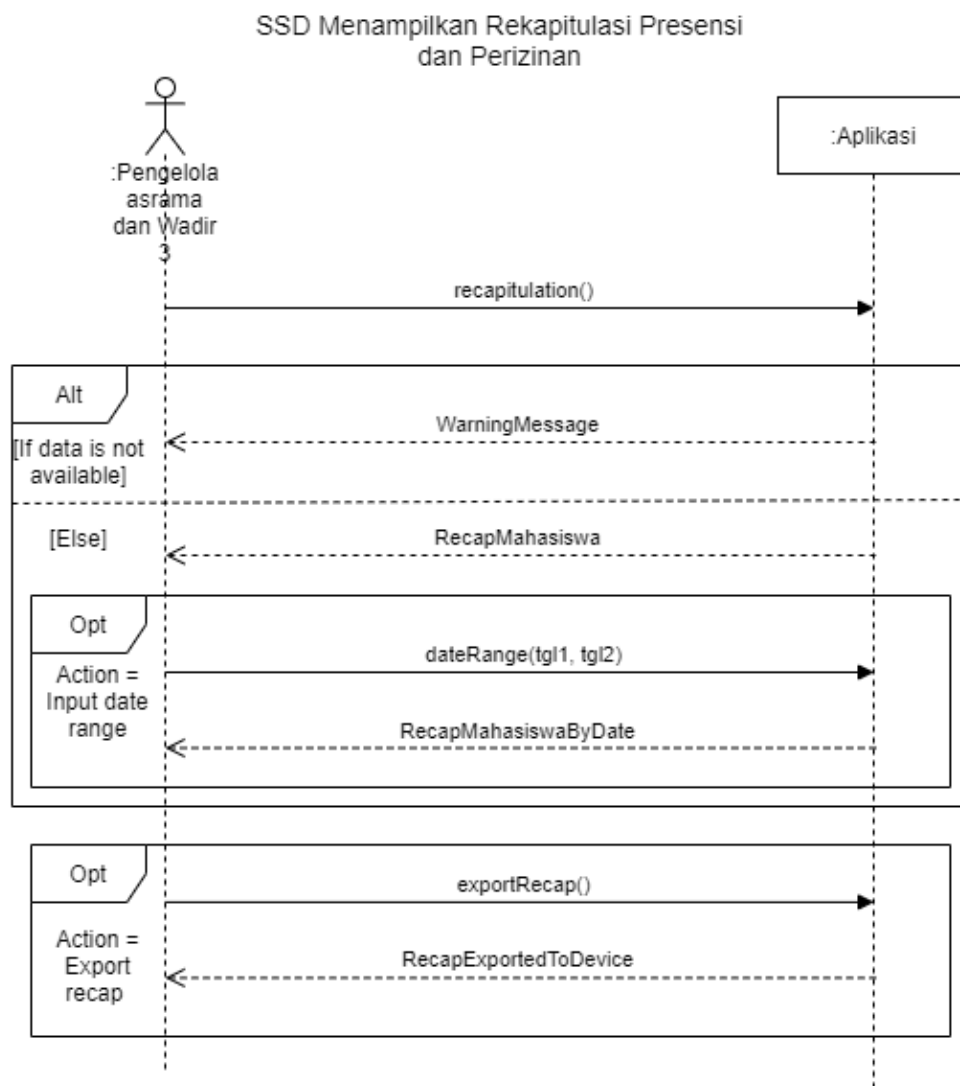 SSD Menampilkan Rekapitulasi Presensi
dan Perizinan
:Pengelola
asrama
dan Wadir
3
:Aplikasi
recapitulation()
Alt
[If data is not
available]
WarningMessage
[Else]
RecapMahasiswa
Opt
Action =
Input date
range
dateRange(tgl1, tgl2)
RecapMahasiswaByDate
Opt
Action =
Export
recap
exportRecap()
RecapExportedToDevice